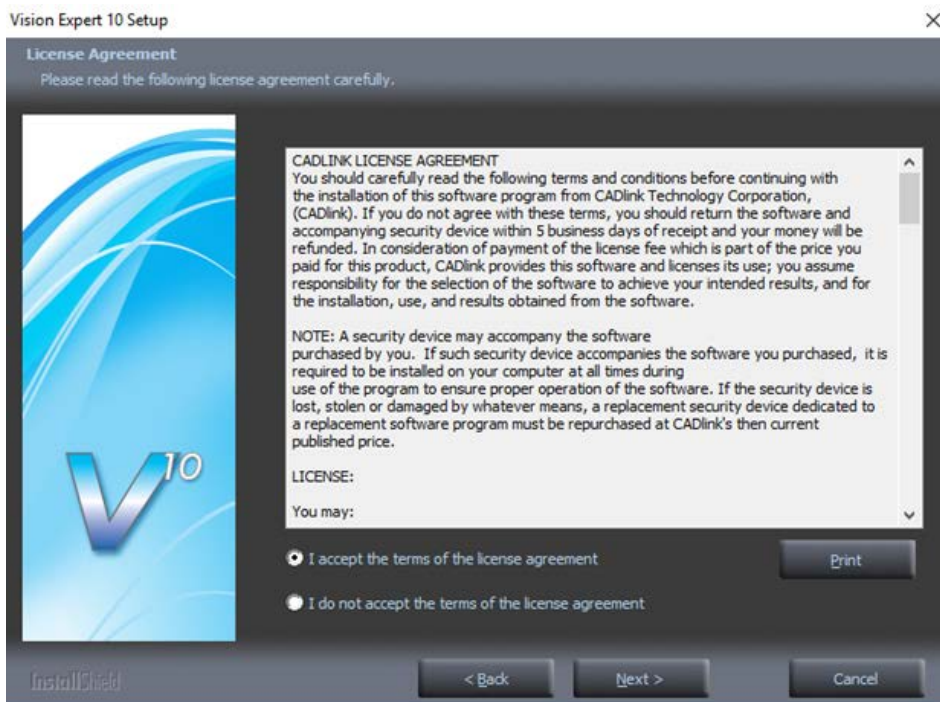 Vision Expert 10 Setup
License Agreement
Please read the following license agreement carefully.
CADLINK LICENSE AGREEMENT
You should carefully read the following terms and conditions before continuing with
the installation of this software program from CADlink Technology Corporation,
(CADlink). If you do not agree with these terms, you should return the software and
accompanying security device within 5 business days of receipt and your money will be
refunded. In consideration of payment of the license fee which is part of the price you
paid for this product, CADlink provides this software and licenses its use; you assume
responsibility for the selection of the software to achieve your intended results, and for
the installation, use, and results obtained from the software.
NOTE: A security device may accompany the software
purchased by you. If such security device accompanies the software you purchased, it is
required to be installed on your computer at all times during
use of the program to ensure proper operation of the software. If the security device is
lost, stolen or damaged by whatever means, a replacement security device dedicated to
a replacement software program must be repurchased at CADlink's then current
published price.
LICENSE:
You may:
V10
I accept the terms of the license agreement
Print
I do not accept the terms of the license agreement
InstallShield
< Back
Next >
Cancel